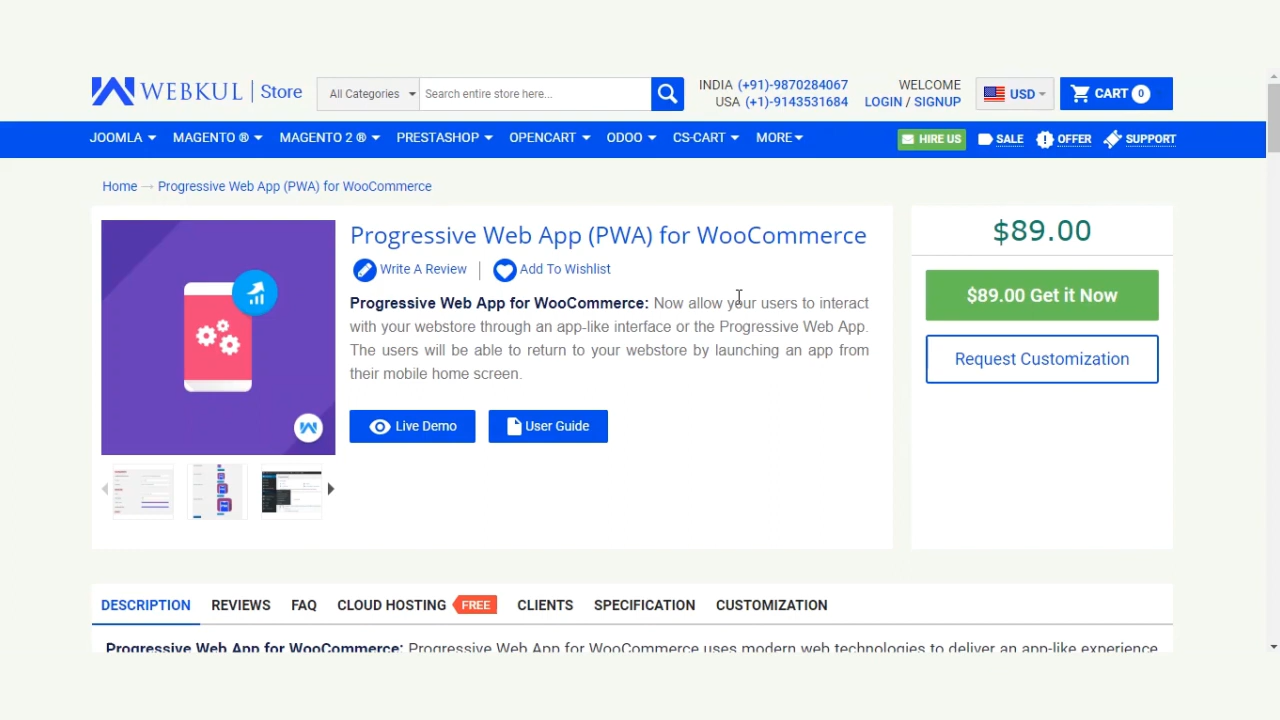 WEBKUL | Store
All Categories
Search entire store here...
INDIA (+91)-9870284067
USA (+1)-9143531684
WELCOME
LOGIN / SIGNUP
USD
CART 0
JOOMLA
MAGENTO ®
MAGENTO 2 ®
PRESTASHOP
OPENCART
ODOO
CS-CART
MORE
HIRE US
SALE
OFFER
SUPPORT
Home → Progressive Web App (PWA) for WooCommerce
Progressive Web App (PWA) for WooCommerce
Write A Review | Add To Wishlist
Progressive Web App for WooCommerce: Now allow your users to interact
with your webstore through an app-like interface or the Progressive Web App.
The users will be able to return to your webstore by launching an app from
their mobile home screen.
Live Demo
User Guide
$89.00
$89.00 Get it Now
Request Customization
DESCRIPTION
REVIEWS
FAQ
CLOUD HOSTING FREE
CLIENTS
SPECIFICATION
CUSTOMIZATION
Progressive Web App for WooCommerce: Progressive Web App for WooCommerce uses modern web technologies to deliver an app-like experience